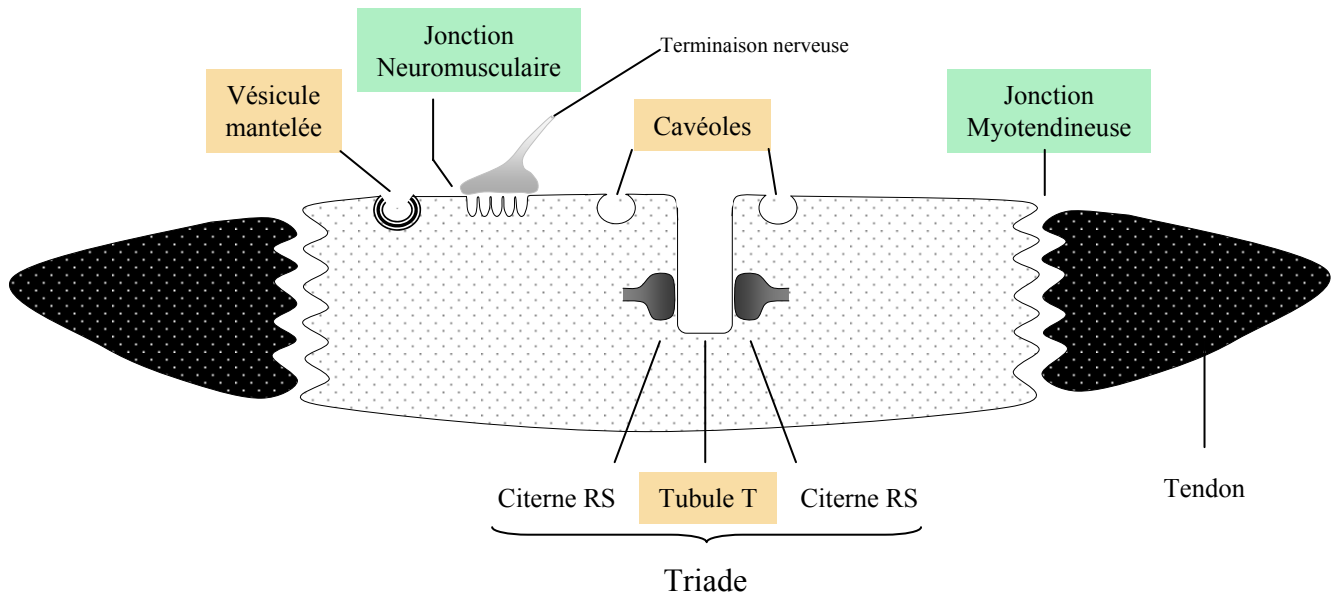 Jonction
Neuromusculaire
Terminaison nerveuse
Vésicule
mantelée
Cavéoles
Jonction
Myotendineuse
Citerne RS
Tubule T
Citerne RS
Tendon
Triade